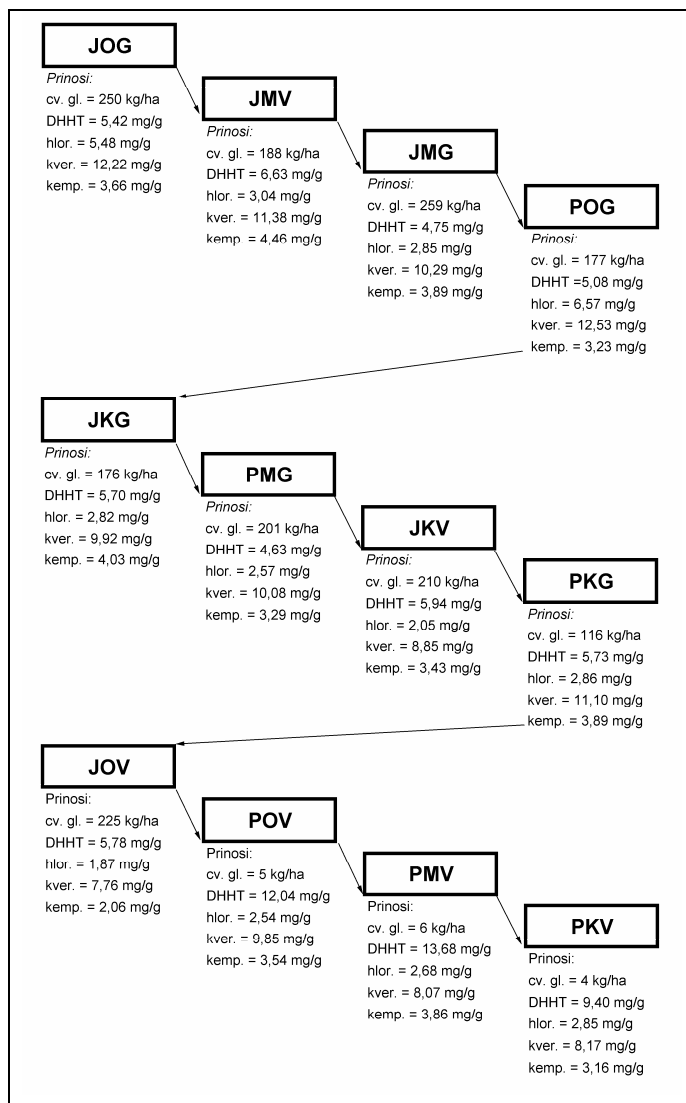 JOG
Prinosi:
cv. gl. = 250 kg/ha
DHHT = 5,42 mg/g
hlor. = 5,48 mg/g
kver. = 12,22 mg/g
kemp. = 3,66 mg/g
JMV
Prinosi:
cv. gl. = 188 kg/ha
DHHT = 6,63 mg/g
hlor. = 3,04 mg/g
kver. = 11,38 mg/g
kemp. = 4,46 mg/g
JMG
Prinosi:
cv. gl. = 259 kg/ha
DHHT = 4,75 mg/g
hlor. = 2,85 mg/g
kver. = 10,29 mg/g
kemp. = 3,89 mg/g
POG
Prinosi:
cv. gl. = 177 kg/ha
DHHT =5,08 mg/g
hlor. = 6,57 mg/g
kver. = 12,53 mg/g
kemp. = 3,23 mg/g
JKG
Prinosi:
cv. gl. = 176 kg/ha
DHHT = 5,70 mg/g
hlor. = 2,82 mg/g
kver. = 9,92 mg/g
kemp. = 4,03 mg/g
PMG
Prinosi:
cv. gl. = 201 kg/ha
DHHT = 4,63 mg/g
hlor. = 2,57 mg/g
kver. = 10,08 mg/g
kemp. = 3,29 mg/g
JKV
Prinosi:
cv. gl. = 210 kg/ha
DHHT = 5,94 mg/g
hlor. = 2,05 mg/g
kver. = 8,85 mg/g
kemp. = 3,43 mg/g
PKG
Prinosi:
cv. gl. = 116 kg/ha
DHHT = 5,73 mg/g
hlor. = 2,86 mg/g
kver. = 11,10 mg/g
kemp. = 3,89 mg/g
JOV
Prinosi:
cv. gl. = 225 kg/ha
DHHT = 5,78 mg/g
hlor. = 1,87 mg/g
kver. = 7,76 mg/g
kemp. = 2,06 mg/g
POV
Prinosi:
cv. gl. = 5 kg/ha
DHHT = 12,04 mg/g
hlor. = 2,54 mg/g
kver. = 9,85 mg/g
kemp. = 3,54 mg/g
PMV
Prinosi:
cv. gl. = 6 kg/ha
DHHT = 13,68 mg/g
hlor. = 2,68 mg/g
kver. = 8,07 mg/g
kemp. = 3,86 mg/g
PKV
Prinosi:
cv. gl. = 4 kg/ha
DHHT = 9,40 mg/g
hlor. = 2,85 mg/g
kver. = 8,17 mg/g
kemp. = 3,16 mg/g